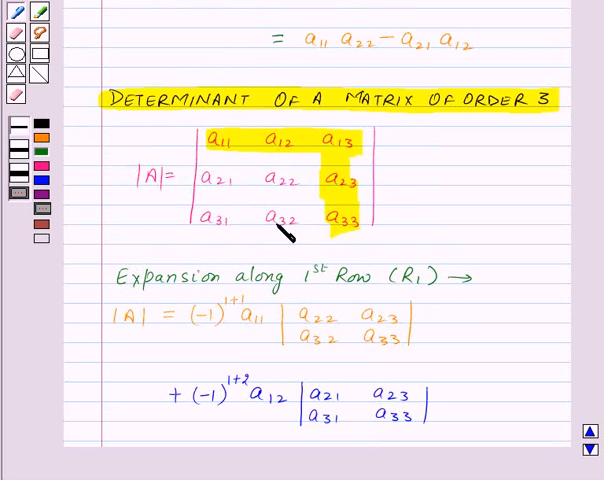 = a₁₁ a₂₂ − a₂₁ a₁₂
DETERMINANT OF A MATRIX OF ORDER 3
|A| = | a₁₁ a₁₂ a₁₃ |
| a₂₁ a₂₂ a₂₃ |
| a₃₁ a₃₂ a₃₃ |
Expansion along 1ˢᵗ Row (R₁) →
|A| = (-1)¹⁺¹ a₁₁ | a₂₂ a₂₃ |
| a₃₂ a₃₃ |
+ (-1)¹⁺² a₁₂ | a₂₁ a₂₃ |
| a₃₁ a₃₃ |